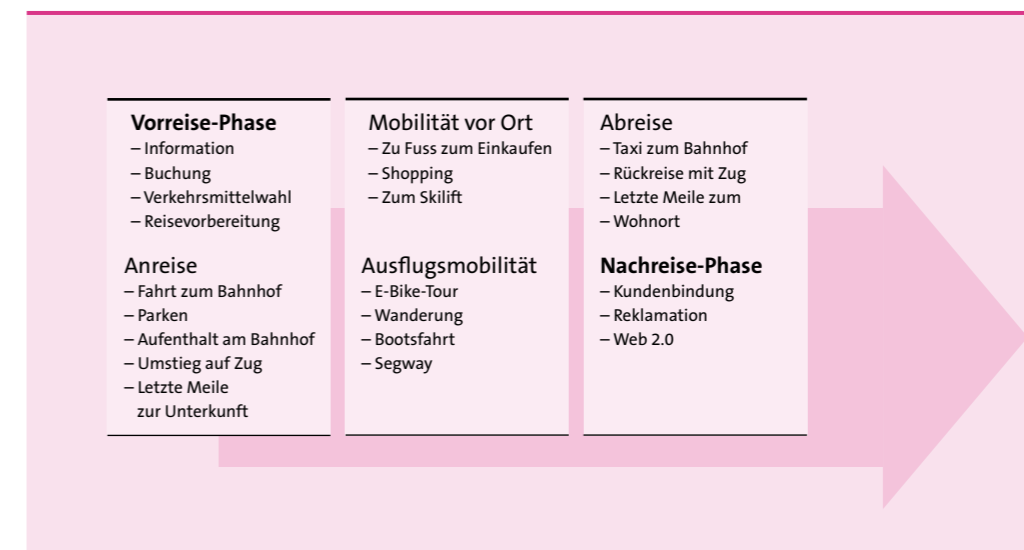 Vorreise-Phase
– Information
– Buchung
– Verkehrsmittelwahl
– Reisevorbereitung
Anreise
– Fahrt zum Bahnhof
– Parken
– Aufenthalt am Bahnhof
– Umstieg auf Zug
– Letzte Meile
zur Unterkunft
Mobilität vor Ort
– Zu Fuss zum Einkaufen
– Shopping
– Zum Skilift
Ausflugsmobilität
– E-Bike-Tour
– Wanderung
– Bootsfahrt
– Segway
Abreise
– Taxi zum Bahnhof
– Rückreise mit Zug
– Letzte Meile zum
– Wohnort
Nachreise-Phase
– Kundenbindung
– Reklamation
– Web 2.0